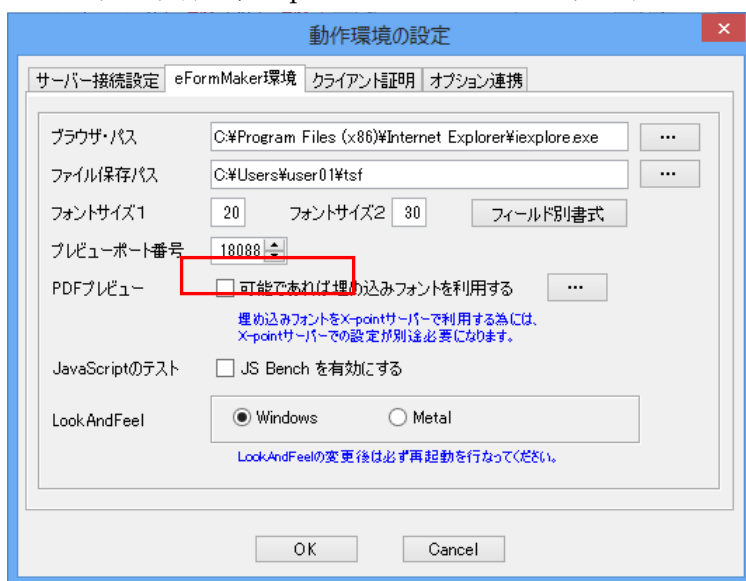 動作環境の設定
サーバー接続設定 eFormMaker環境 クライアント証明 オプション連携
ブラウザ・パス C:¥Program Files (x86)¥Internet Explorer¥iexplore.exe ...
ファイル保存パス C:¥Users¥user01¥tsf ...
フォントサイズ1 20 フォントサイズ2 30 フィールド別書式
プレビューポート番号 18088
PDFプレビュー 可能であれば埋め込みフォントを利用する ...
埋め込みフォントをX-pointサーバーで利用する為には、
X-pointサーバーでの設定が別途必要になります。
JavaScriptのテスト JS Bench を有効にする
LookAndFeel Windows Metal
LookAndFeelの変更後は必ず再起動を行なってください。
OK Cancel